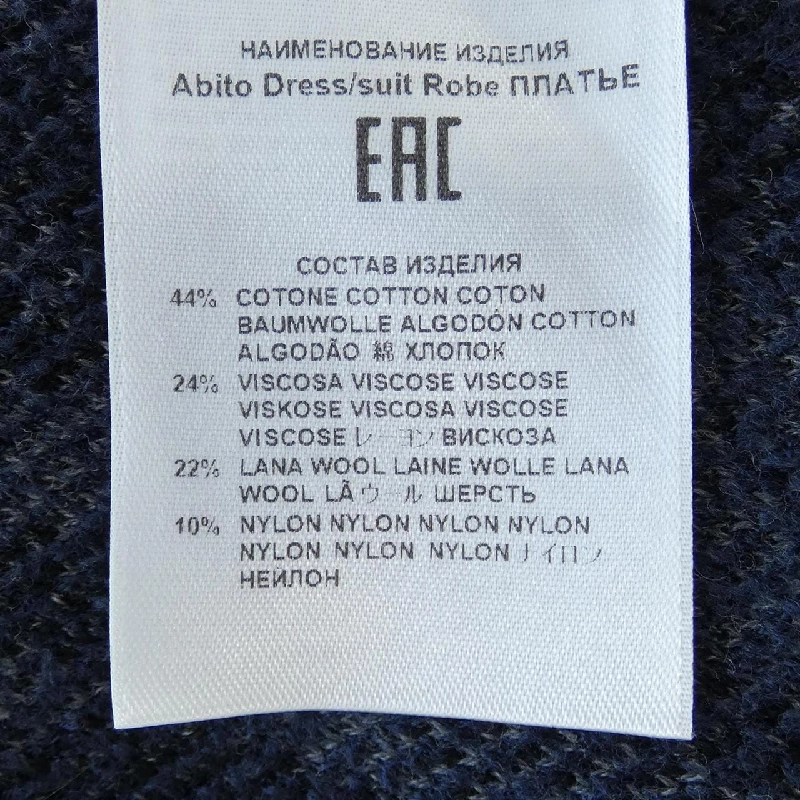 НАИМЕНОВАНИЕ ИЗДЕЛИЯ
Abito Dress/suit Robe ПЛАТЬЕ
EAC
СОСТАВ ИЗДЕЛИЯ
44% COTONE COTTON COTON
BAUMWOLLE ALGODÓN COTTON
ALGODÃO 綿 ХЛОПОК
24% VISCOSA VISCOSE VISCOSE
VISKOSE VISCOSA VISCOSE
VISCOSE レーヨン ВИСКОЗА
22% LANA WOOL LAINE WOLLE LANA
WOOL LÃ ウール ШЕРСТЬ
10% NYLON NYLON NYLON NYLON
NYLON NYLON NYLON ナイロン
НЕЙЛОН